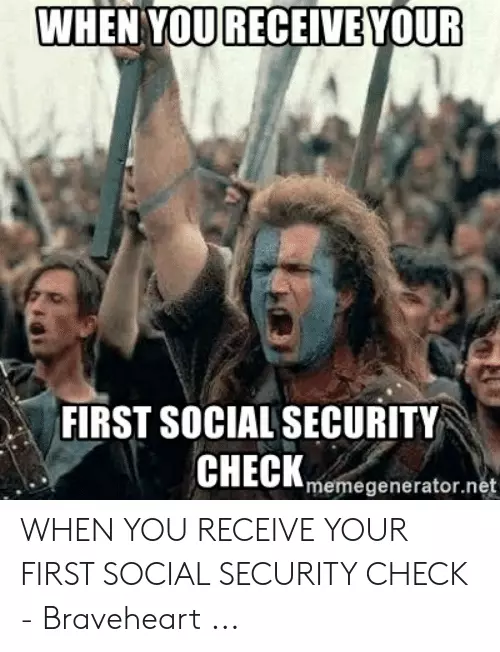 WHEN YOU RECEIVE YOUR
FIRST SOCIAL SECURITY
CHECK
memegenerator.net
WHEN YOU RECEIVE YOUR
FIRST SOCIAL SECURITY CHECK
- Braveheart ...